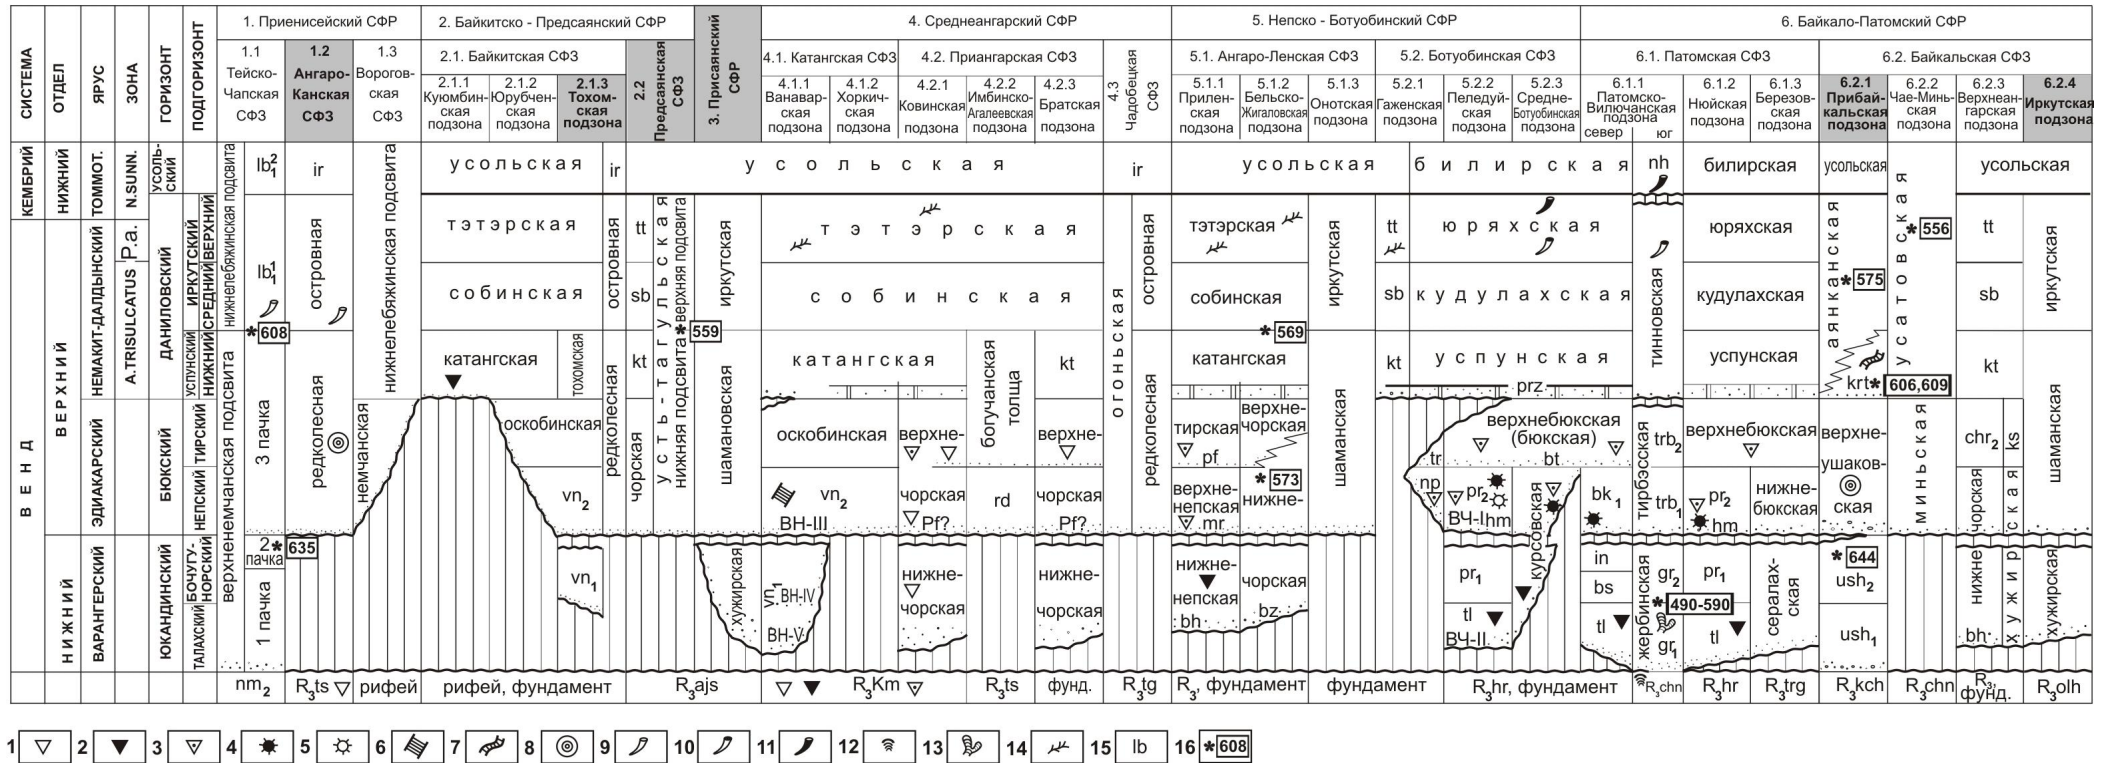 СИСТЕМА
ОТДЕЛ
ЯРУС
ЗОНА
ГОРИЗОНТ
ПОДГОРИЗОНТ
1. Приенисейский СФР
2. Байкитско - Предсаянский СФР
3. Присаянский СФР
4. Среднеангарский СФР
5. Непско - Ботуобинский СФР
6. Байкало-Патомский СФР
1.1 Тейско-Чапская СФЗ
1.2 Ангаро-Канская СФЗ
1.3 Ворогов-ская СФЗ
2.1. Байкитская СФЗ
2.2 Предсаянская СФЗ
4.1. Катангская СФЗ
4.2. Приангарская СФЗ
4.3 Чадобецкая СФЗ
5.1. Ангаро-Ленская СФЗ
5.2. Ботуобинская СФЗ
6.1. Патомская СФЗ
6.2. Байкальская СФЗ
2.1.1 Куюмбин-ская подзона
2.1.2 Юрубчен-ская подзона
2.1.3 Тохом-ская подзона
4.1.1 Ванавар-ская подзона
4.1.2 Хоркич-ская подзона
4.2.1 Ковинская подзона
4.2.2 Имбинско-Агалеевская подзона
4.2.3 Братская подзона
5.1.1 Прилен-ская подзона
5.1.2 Бельско-Жигаловская подзона
5.1.3 Онотская подзона
5.2.1 Гаженская подзона
5.2.2 Пеледуй-ская подзона
5.2.3 Средне-Ботуобинская подзона
6.1.1 Патомско-Вилючанская подзона
север юг
6.1.2 Нюйская подзона
6.1.3 Березов-ская подзона
6.2.1 Прибай-кальская подзона
6.2.2 Чае-Минь-ская подзона
6.2.3 Верхнеан-гарская подзона
6.2.4 Иркутская подзона
КЕМБРИЙ
НИЖНИЙ
ТОММОТ.
N.SUNN.
УСОЛЬ-СКИЙ
ВЕНД
ВЕРХНИЙ
НИЖНИЙ
НЕМАКИТ-ДАЛДЫНСКИЙ
ЭДИАКАРСКИЙ
ВАРАНГЕРСКИЙ
P.a.
A.TRISULCATUS
ДАНИЛОВСКИЙ
БЮКСКИЙ
ЮКАНДИНСКИЙ
ИРКУТСКИЙ
ВЕРХНИЙ
СРЕДНИЙ
УСПУНСКИЙ
НИЖНИЙ
ТИРСКИЙ
НЕПСКИЙ
БОЧУГУ-НОРСКИЙ
ТАЛАХСКИЙ
нижнелебяжинская подсвита
верхненемчанская подсвита
lb²₁
lb¹₁
*608
3 пачка
2 пачка
*635
1 пачка
nm₂
ir
островная
редколесная
R₃ts
нижнелебяжинская подсвита
немчанская
рифей
усольская
тэтэрская
собинская
катангская
тохомская
оскобинская
vn₂
vn₁
рифей, фундамент
ir
островная
редколесная
tt
sb
kt
чорская
усть-тагульская
верхняя подсвита
нижняя подсвита
*559
R₃ajs
усольская
иркутская
шамановская
хужирская
тэтэрская
собинская
катангская
оскобинская
vn₂
ВН-III
vn₁
ВН-IV
ВН-V
R₃Km
верхне-
чорская
Pf?
нижне-
чорская
богучанская толща
rd
R₃ts
kt
верхне-
чорская
Pf?
нижне-
чорская
фунд.
ir
огоньская
островная
редколесная
R₃tg
усольская
тэтэрская
собинская
*569
катангская
тирская
pf
верхне-
чорская
*573
верхне-
непская
mr
нижне-
нижне-
непская
bh
чорская
bz
R₃, фундамент
иркутская
шаманская
фундамент
билирская
tt
sb
kt
юряхская
кудулахская
успунская
prz
верхнебюкская
(бюкская)
tr
bt
np
pr₂
ВЧ-I
hm
курсовская
pr₁
tl
ВЧ-II
R₃hr, фундамент
bk₁
in
bs
tl
nh
тинновская
тирбэсская
trb₂
trb₁
жербинская
gr₂
*490-590
gr₁
R₃chn
билирская
юряхская
кудулахская
успунская
верхнебюкская
pr₂
hm
нижне-
бюкская
pr₁
tl
сералах-
ская
R₃hr
R₃trg
усольская
аянканская
*575
krt
*606,609
верхне-
ушаков-
ская
*644
ush₂
ush₁
R₃kch
усатовская
*556
миньская
R₃chn
усольская
tt
sb
kt
chr₂
ks
чорская
нижне
bh
хужирская
R₃, фунд.
иркутская
шаманская
хужирская
R₃olh
1
2
3
4
5
6
7
8
9
10
11
12
13
14
15 lb
16 *608